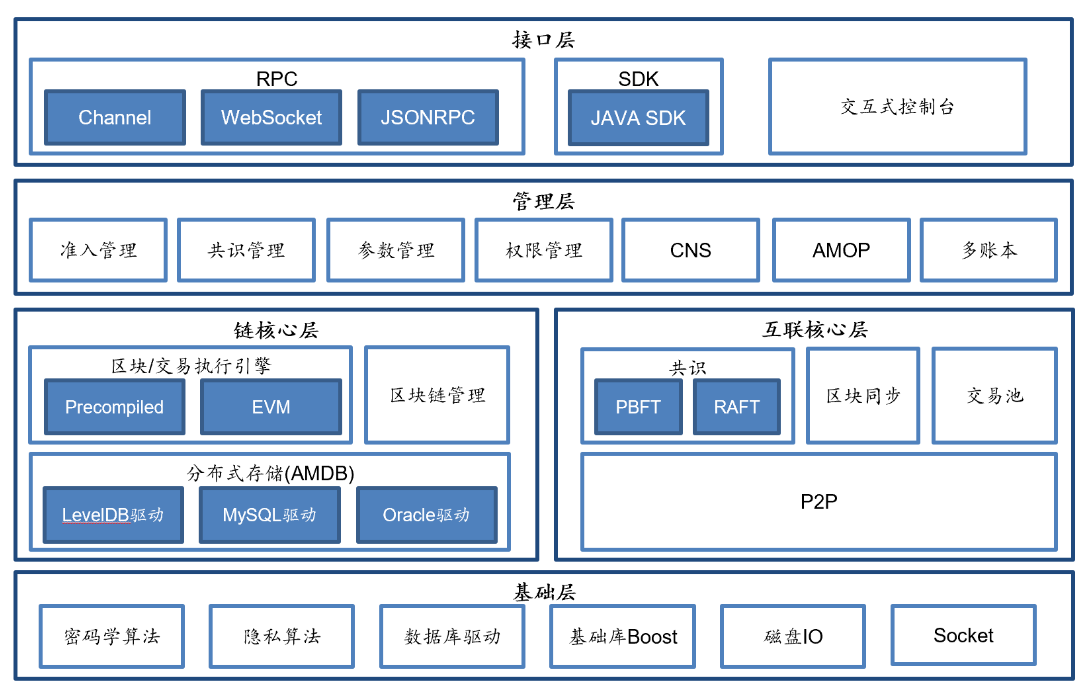 接口层
RPC
Channel
WebSocket
JSONRPC
SDK
JAVA SDK
交互式控制台
管理层
准入管理
共识管理
参数管理
权限管理
CNS
AMOP
多账本
链核心层
区块/交易执行引擎
Precompiled
EVM
区块链管理
分布式存储(AMDB)
LevelDB驱动
MySQL驱动
Oracle驱动
互联核心层
共识
PBFT
RAFT
区块同步
交易池
P2P
基础层
密码学算法
隐私算法
数据库驱动
基础库Boost
磁盘IO
Socket